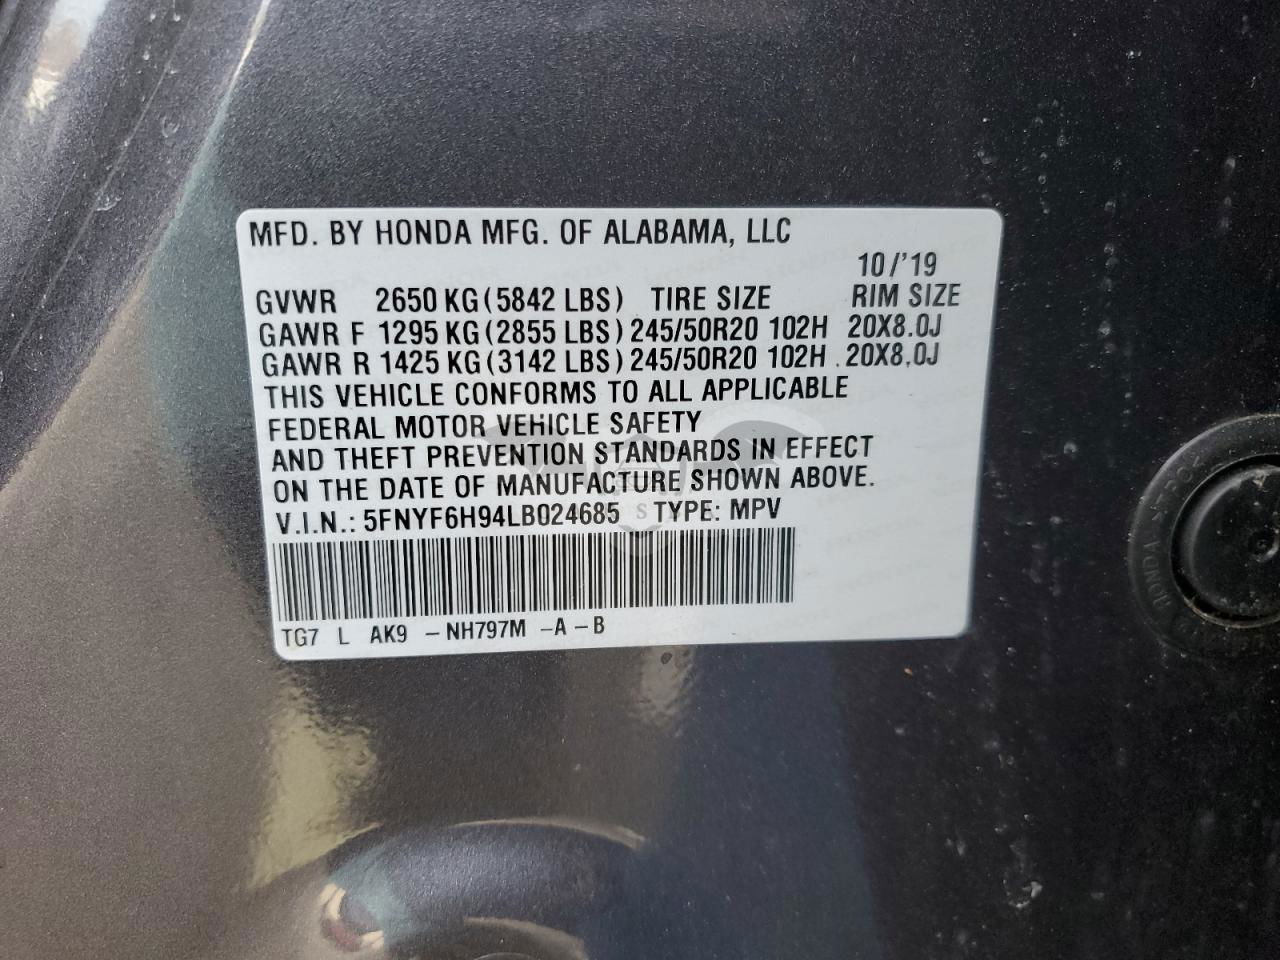 MFD. BY HONDA MFG. OF ALABAMA, LLC
10/'19
GVWR 2650 KG (5842 LBS) TIRE SIZE RIM SIZE
GAWR F 1295 KG (2855 LBS) 245/50R20 102H 20X8.0J
GAWR R 1425 KG (3142 LBS) 245/50R20 102H 20X8.0J
THIS VEHICLE CONFORMS TO ALL APPLICABLE
FEDERAL MOTOR VEHICLE SAFETY
AND THEFT PREVENTION STANDARDS IN EFFECT
ON THE DATE OF MANUFACTURE SHOWN ABOVE.
V.I.N.: 5FNYF6H94LB024685 TYPE: MPV
TG7 L AK9 -NH797M -A-B
HONDA LOCK